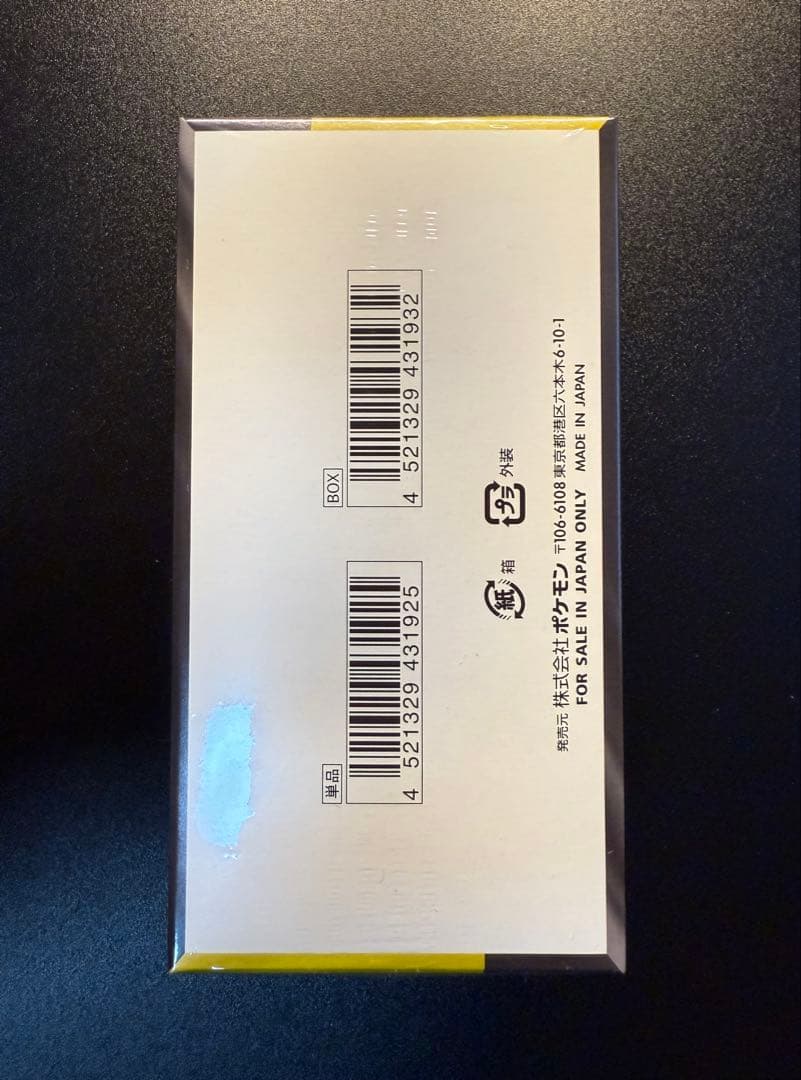 単品
4 521329 431925
BOX
4 521329 431932
紙 箱
プラ 外装
発売元 株式会社 ポケモン 〒106-6108 東京都港区六本木6-10-1
FOR SALE IN JAPAN ONLY MADE IN JAPAN